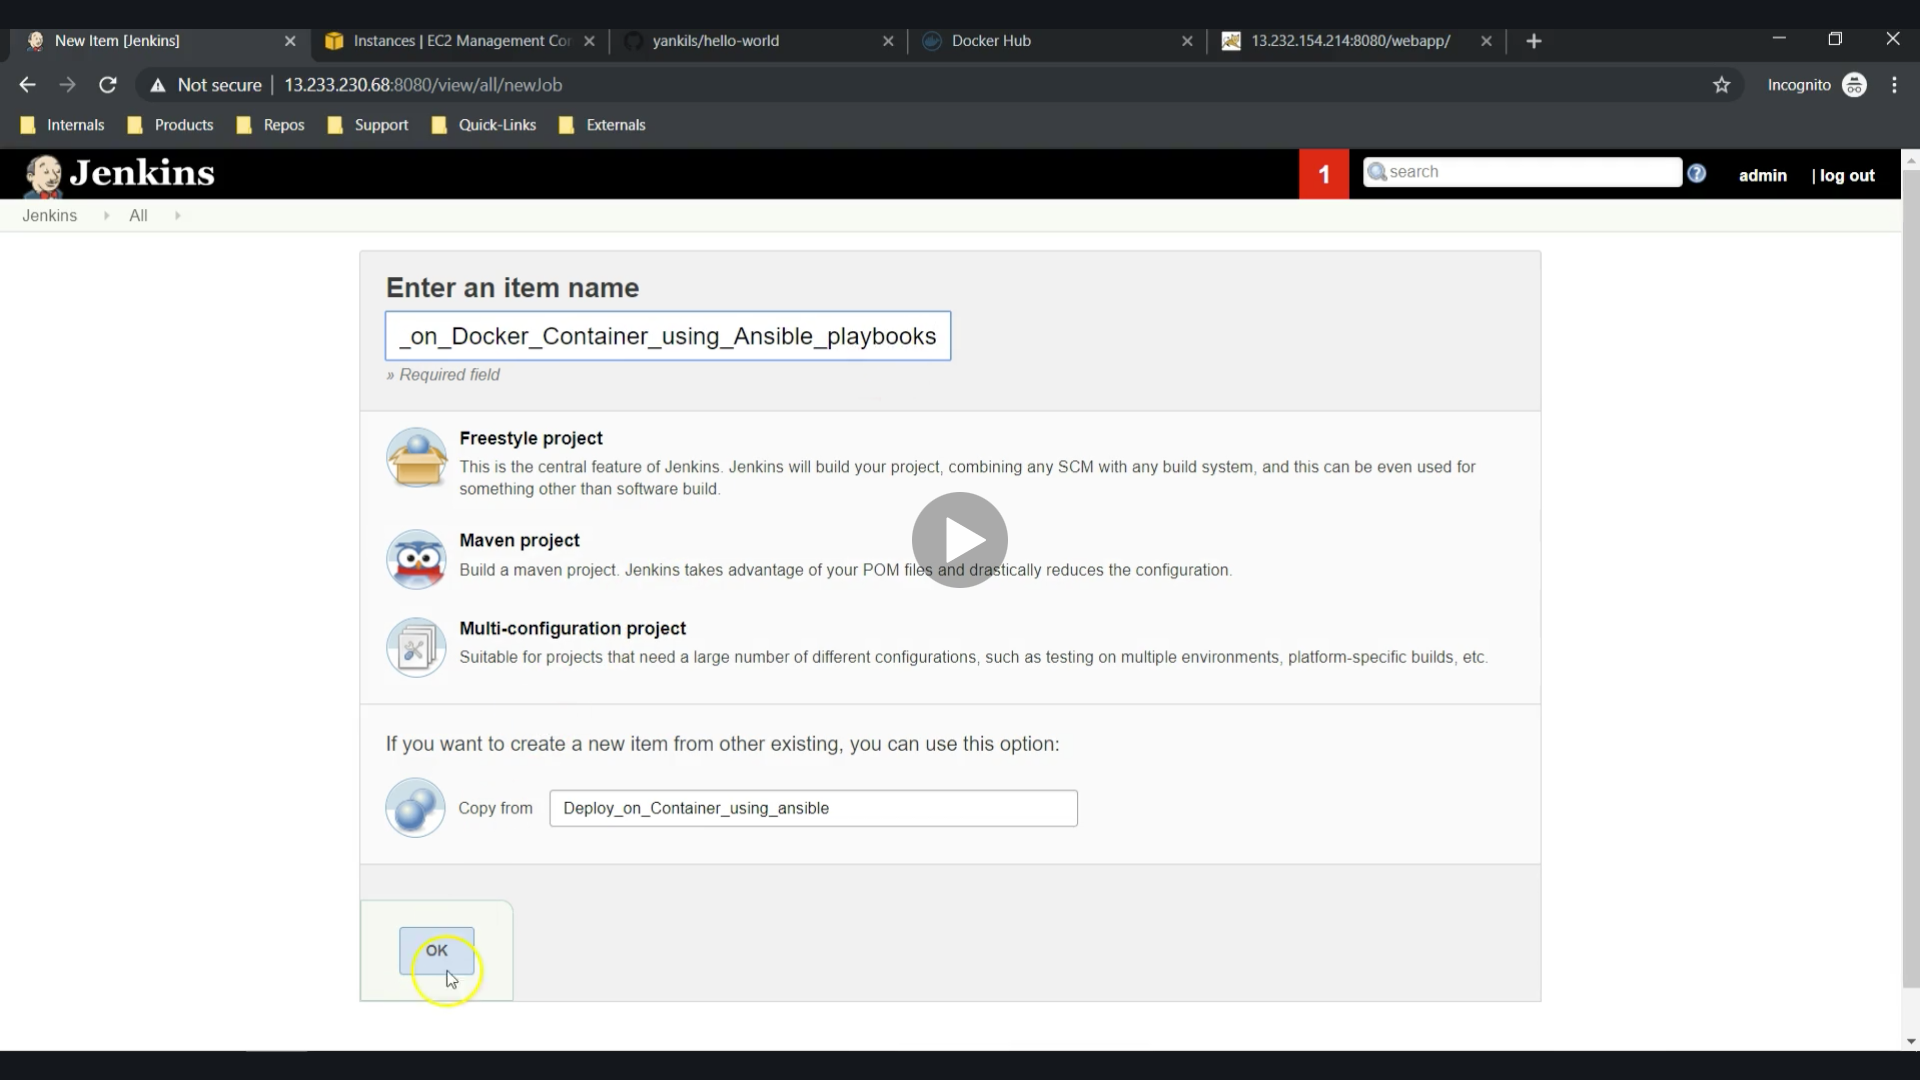 New Item [Jenkins]
Instances | EC2 Management Con
yankils/hello-world
Docker Hub
13.232.154.214:8080/webapp/
Not secure
13.233.230.68:8080/view/all/newJob
Incognito
Internals
Products
Repos
Support
Quick-Links
Externals
Jenkins
1
search
?
admin
| log out
Jenkins
All
Enter an item name
_on_Docker_Container_using_Ansible_playbooks
» Required field
Freestyle project
This is the central feature of Jenkins. Jenkins will build your project, combining any SCM with any build system, and this can be even used for
something other than software build.
Maven project
Build a maven project. Jenkins takes advantage of your POM files and drastically reduces the configuration.
Multi-configuration project
Suitable for projects that need a large number of different configurations, such as testing on multiple environments, platform-specific builds, etc.
If you want to create a new item from other existing, you can use this option:
Copy from
Deploy_on_Container_using_ansible
OK